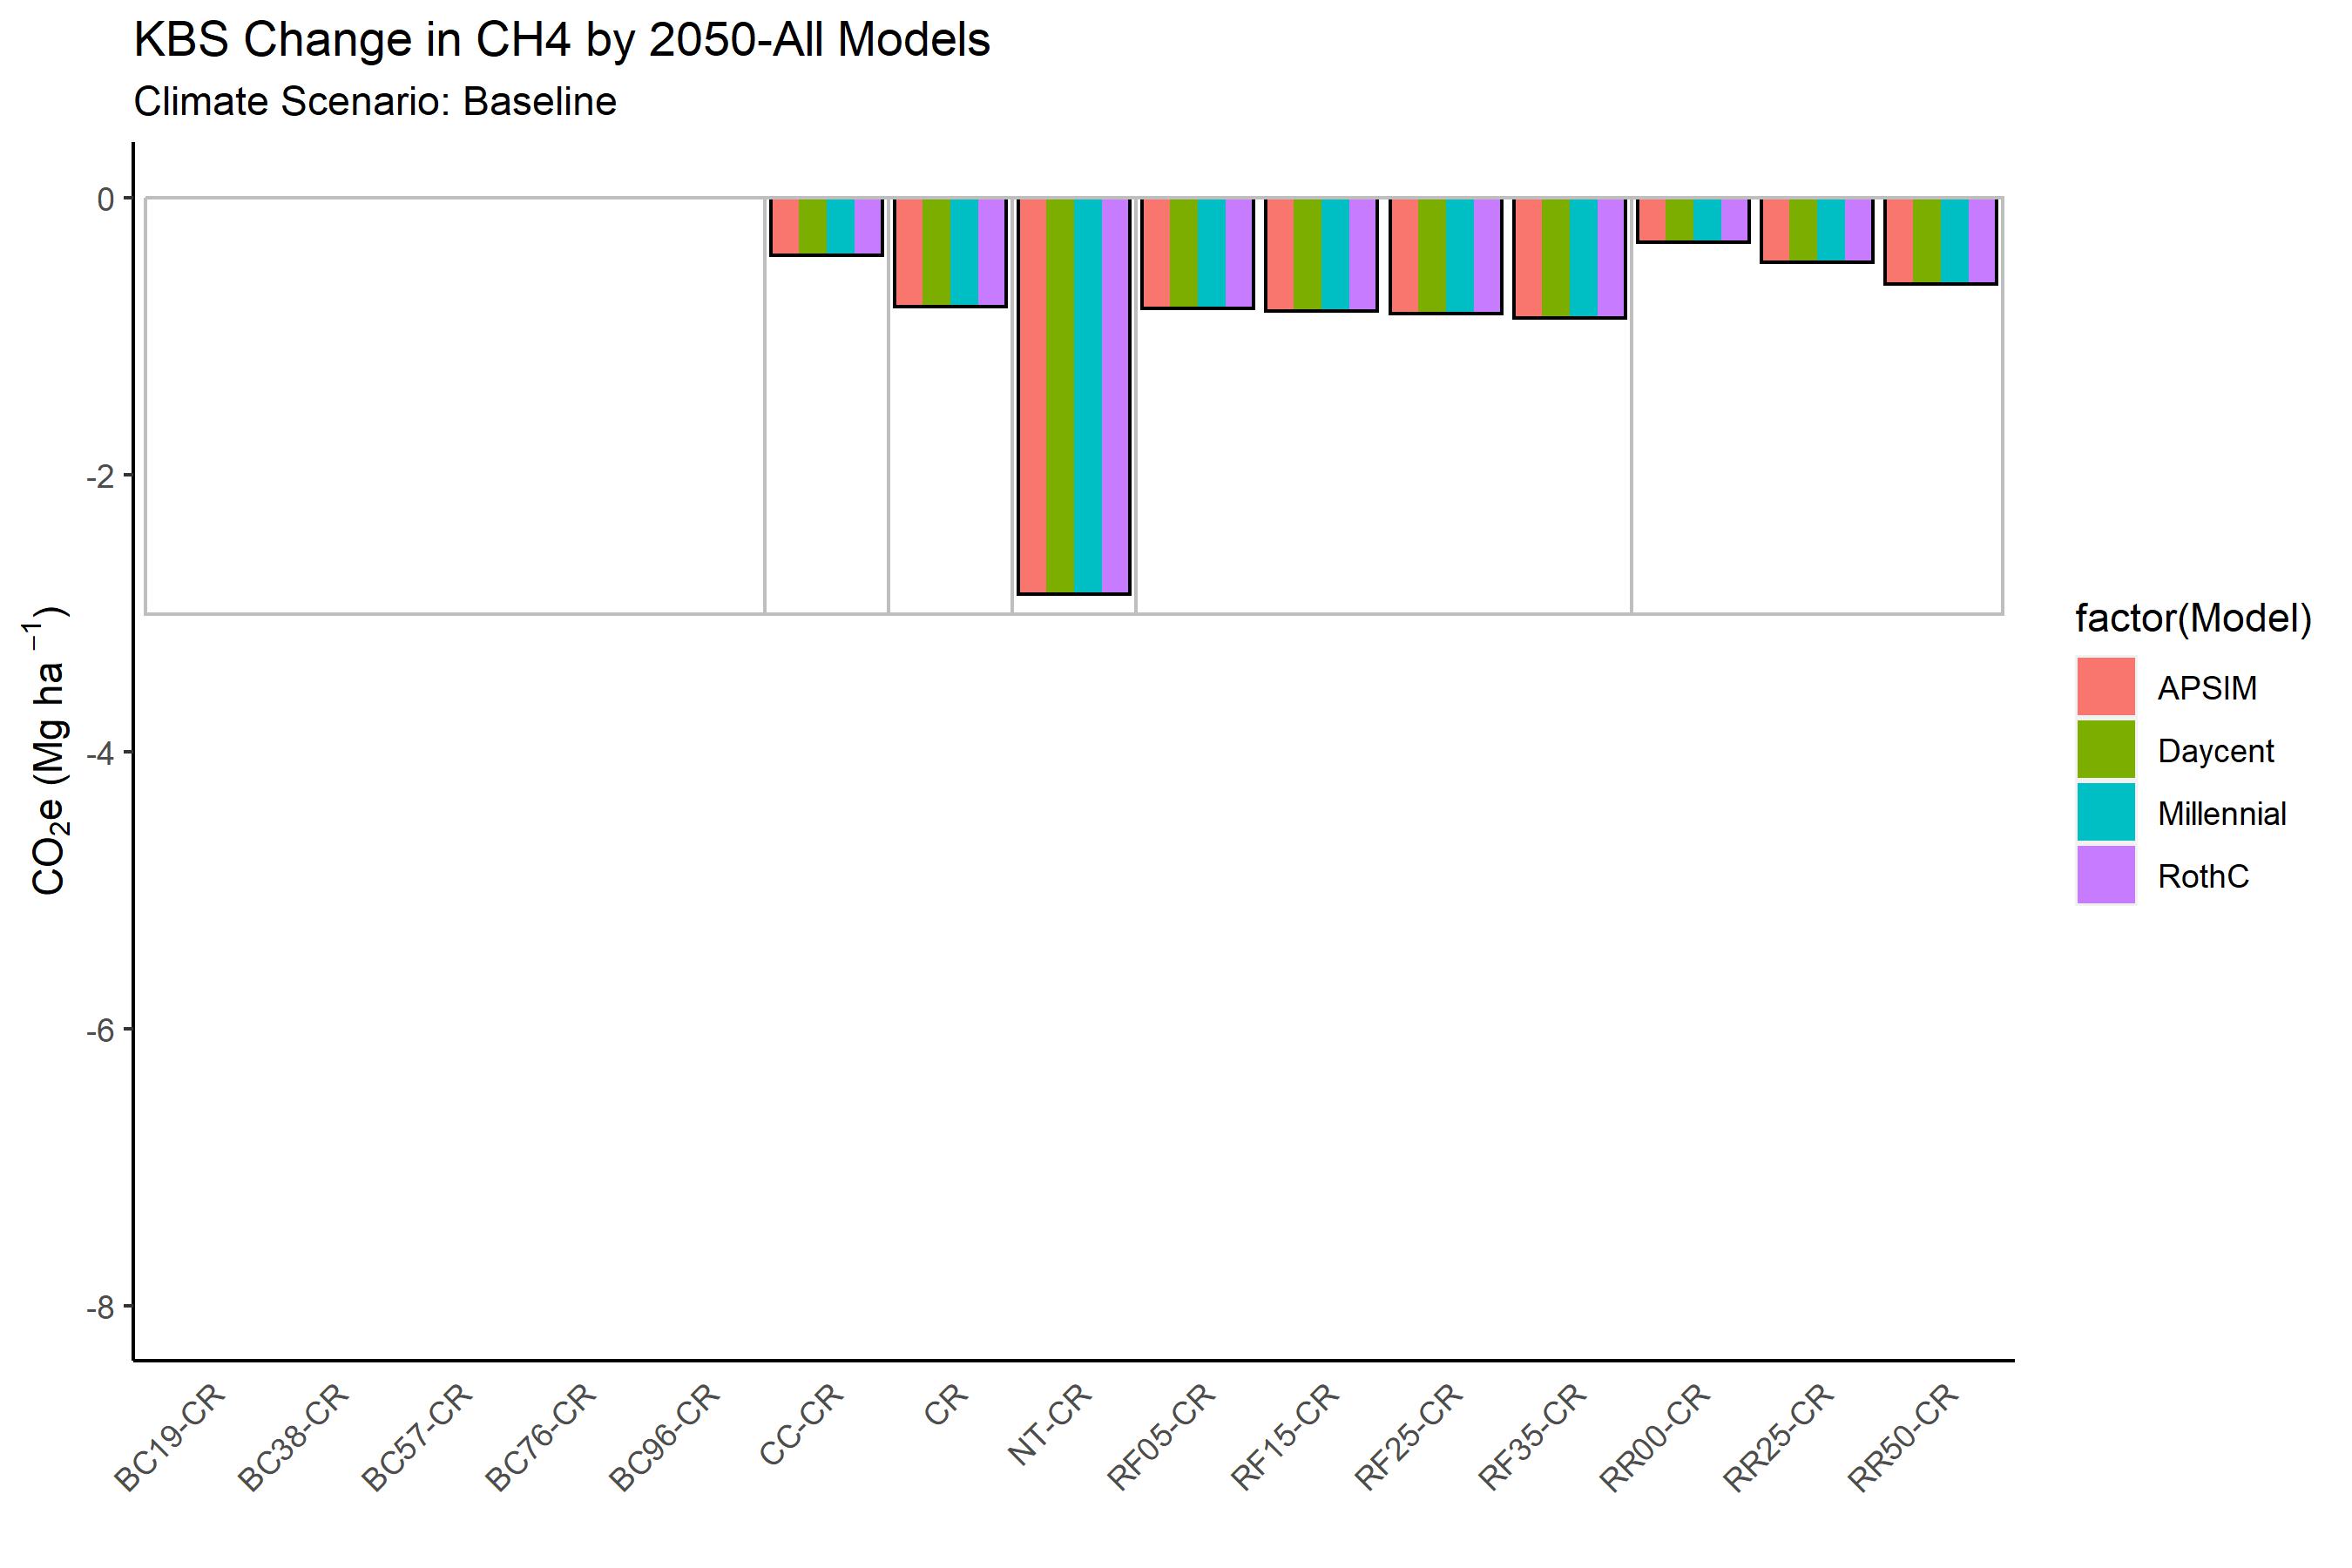 KBS Change in CH4 by 2050-All Models
Climate Scenario: Baseline
CO₂e (Mg ha ⁻¹)
0
-2
-4
-6
-8
BC19-CR
BC38-CR
BC57-CR
BC76-CR
BC96-CR
CC-CR
CR
NT-CR
RF05-CR
RF15-CR
RF25-CR
RF35-CR
RR00-CR
RR25-CR
RR50-CR
factor(Model)
APSIM
Daycent
Millennial
RothC